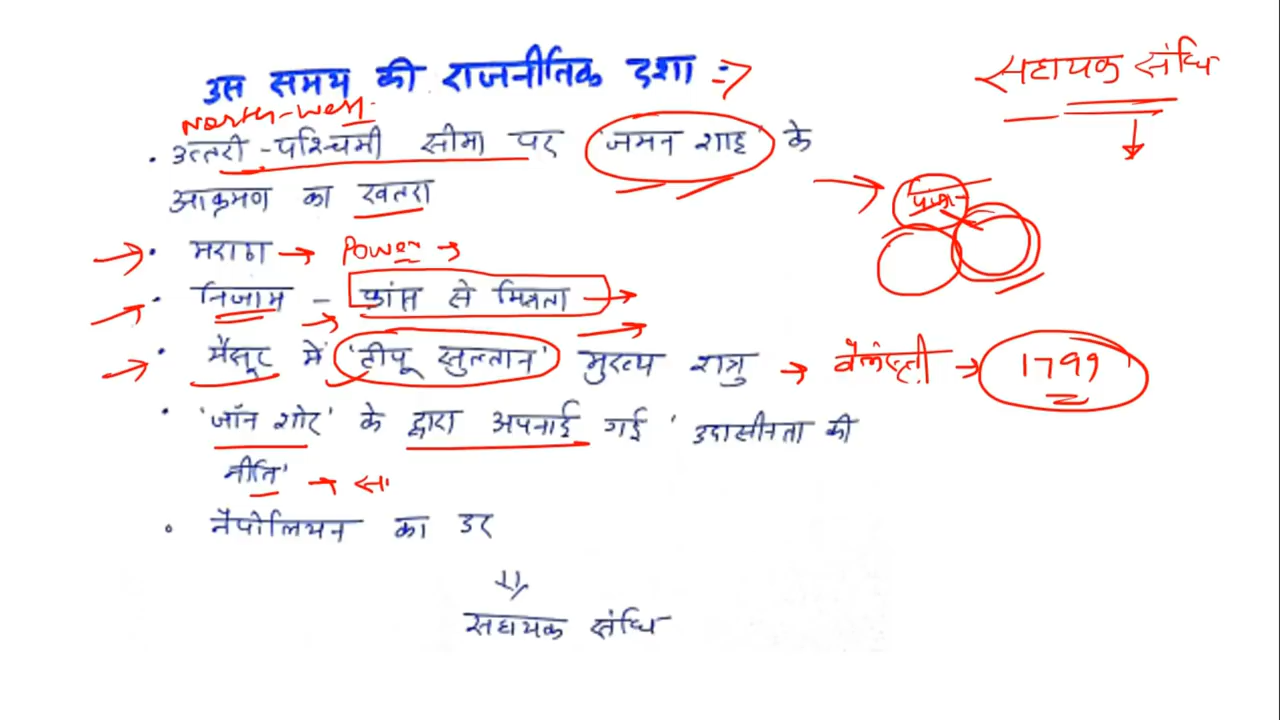 उस समय की राजनीतिक दशा :-
सहायक संधि
North-West
• उत्तरी-पश्चिमी सीमा पर 'जमन शाह' के
आक्रमण का खतरा
• मराठा → Power →
• निजाम - फ्रांस से मित्रता →
• मैसूर में 'टीपू सुल्तान' मुख्य शत्रु → वेलेस्ली → 1799
• 'जॉन शोर' के द्वारा अपनाई गई 'उदासीनता की
नीति' →
• नेपोलियन का डर
सहायक संधि